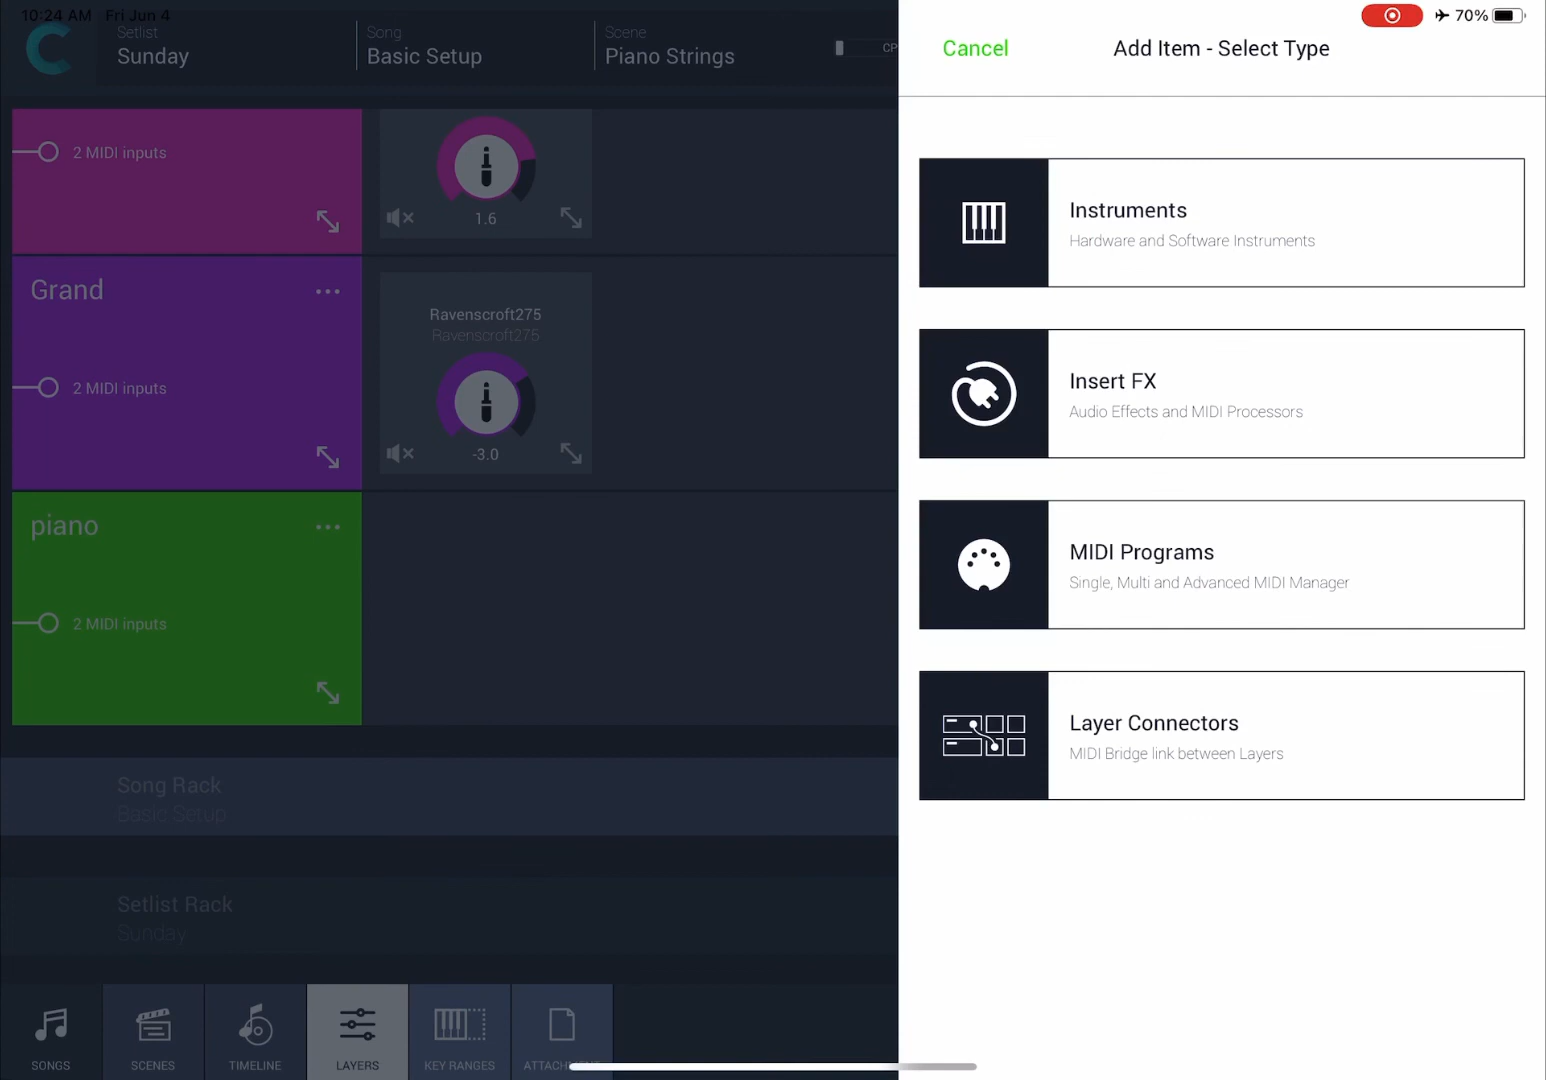 10:24 AM Fri Jun 4
70%
Setlist
Sunday
Song
Basic Setup
Scene
Piano Strings
CP
Cancel
Add Item - Select Type
2 MIDI inputs
1.6
Grand
2 MIDI inputs
Ravenscroft275
Ravenscroft275
-3.0
piano
2 MIDI inputs
Instruments
Hardware and Software Instruments
Insert FX
Audio Effects and MIDI Processors
MIDI Programs
Single, Multi and Advanced MIDI Manager
Layer Connectors
MIDI Bridge link between Layers
Song Rack
Basic Setup
Setlist Rack
Sunday
SONGS
SCENES
TIMELINE
LAYERS
KEY RANGES